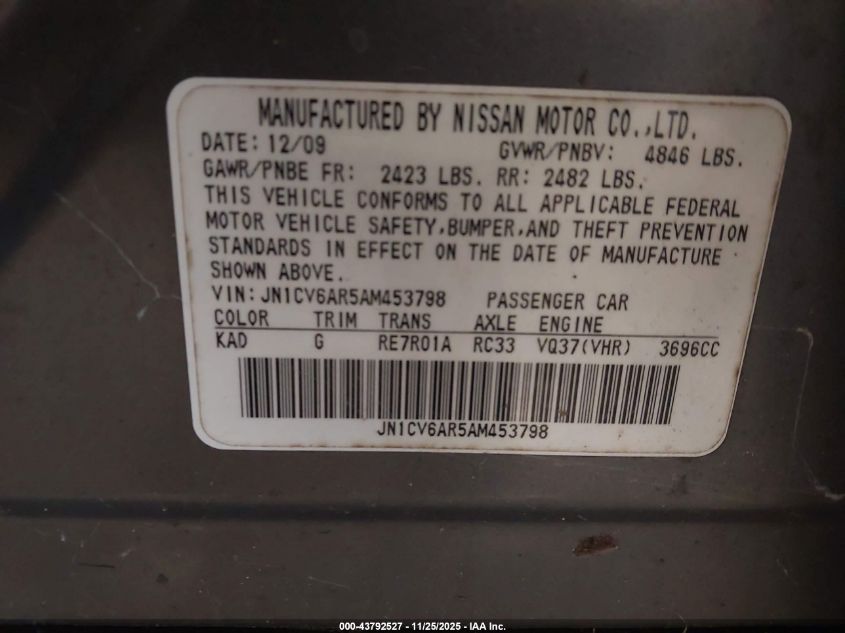 MANUFACTURED BY NISSAN MOTOR CO.,LTD.
DATE: 12/09 GVWR/PNBV: 4846 LBS.
GAWR/PNBE FR: 2423 LBS. RR: 2482 LBS.
THIS VEHICLE CONFORMS TO ALL APPLICABLE FEDERAL
MOTOR VEHICLE SAFETY,BUMPER,AND THEFT PREVENTION
STANDARDS IN EFFECT ON THE DATE OF MANUFACTURE
SHOWN ABOVE.
VIN: JN1CV6AR5AM453798 PASSENGER CAR
COLOR TRIM TRANS AXLE ENGINE
KAD G RE7R01A RC33 VQ37(VHR) 3696CC
JN1CV6AR5AM453798
000-43792527 - 11/25/2025 - IAA Inc.